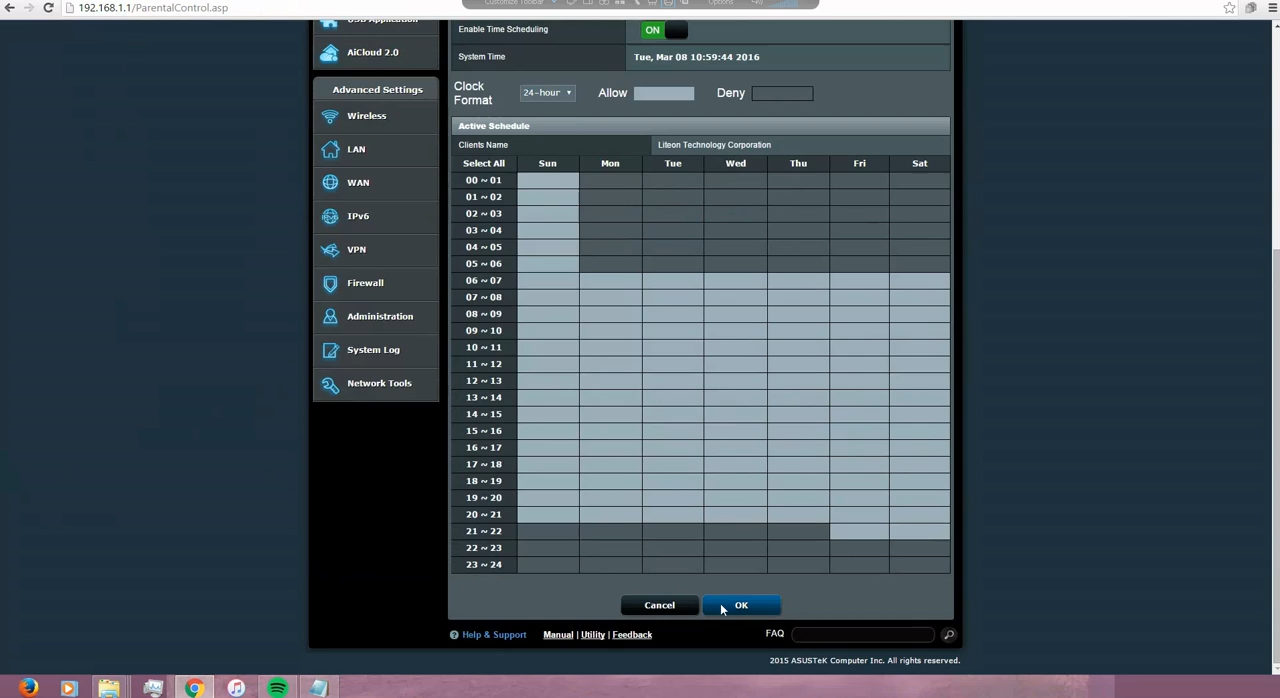 192.168.1.1/ParentalControl.asp
Customize Toolbar
Options
USB Application
AiCloud 2.0
Advanced Settings
Wireless
LAN
WAN
IPv6
VPN
Firewall
Administration
System Log
Network Tools
Enable Time Scheduling ON
System Time Tue, Mar 08 10:59:44 2016
Clock Format 24-hour Allow Deny
Active Schedule
Clients Name Liteon Technology Corporation
Select All Sun Mon Tue Wed Thu Fri Sat
00 ~ 01
01 ~ 02
02 ~ 03
03 ~ 04
04 ~ 05
05 ~ 06
06 ~ 07
07 ~ 08
08 ~ 09
09 ~ 10
10 ~ 11
11 ~ 12
12 ~ 13
13 ~ 14
14 ~ 15
15 ~ 16
16 ~ 17
17 ~ 18
18 ~ 19
19 ~ 20
20 ~ 21
21 ~ 22
22 ~ 23
23 ~ 24
Cancel OK
Help & Support Manual | Utility | Feedback FAQ
2015 ASUSTeK Computer Inc. All rights reserved.